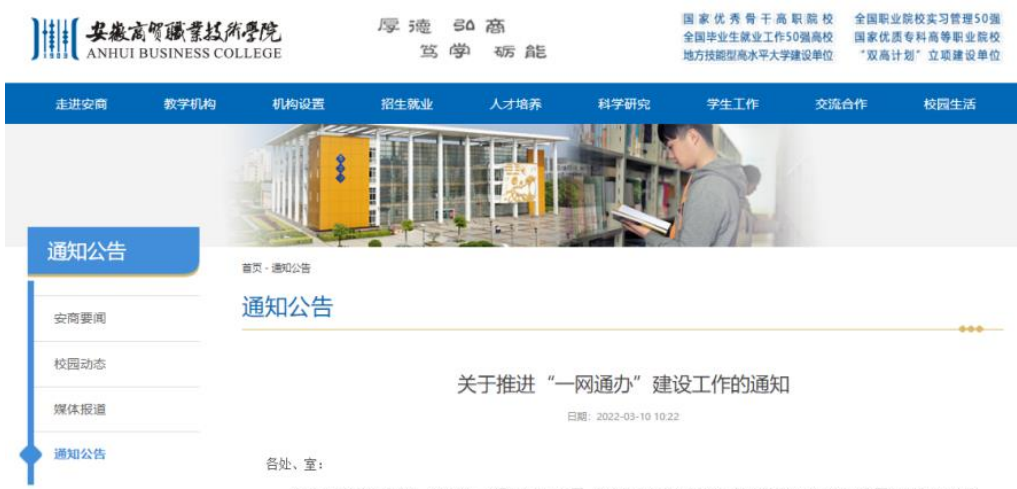 安徽商贸职业技术学院
ANHUI BUSINESS COLLEGE
厚德 弘商
笃学 砺能
国家优秀骨干高职院校 全国职业院校实习管理50强
全国毕业生就业工作50强高校 国家优质专科高等职业院校
地方技能型高水平大学建设单位 “双高计划”立项建设单位
走进安商 教学机构 机构设置 招生就业 人才培养 科学研究 学生工作 交流合作 校园生活
通知公告
首页 - 通知公告
通知公告
安商要闻
校园动态
媒体报道
通知公告
关于推进“一网通办”建设工作的通知
日期: 2022-03-10 10:22
各处、室: